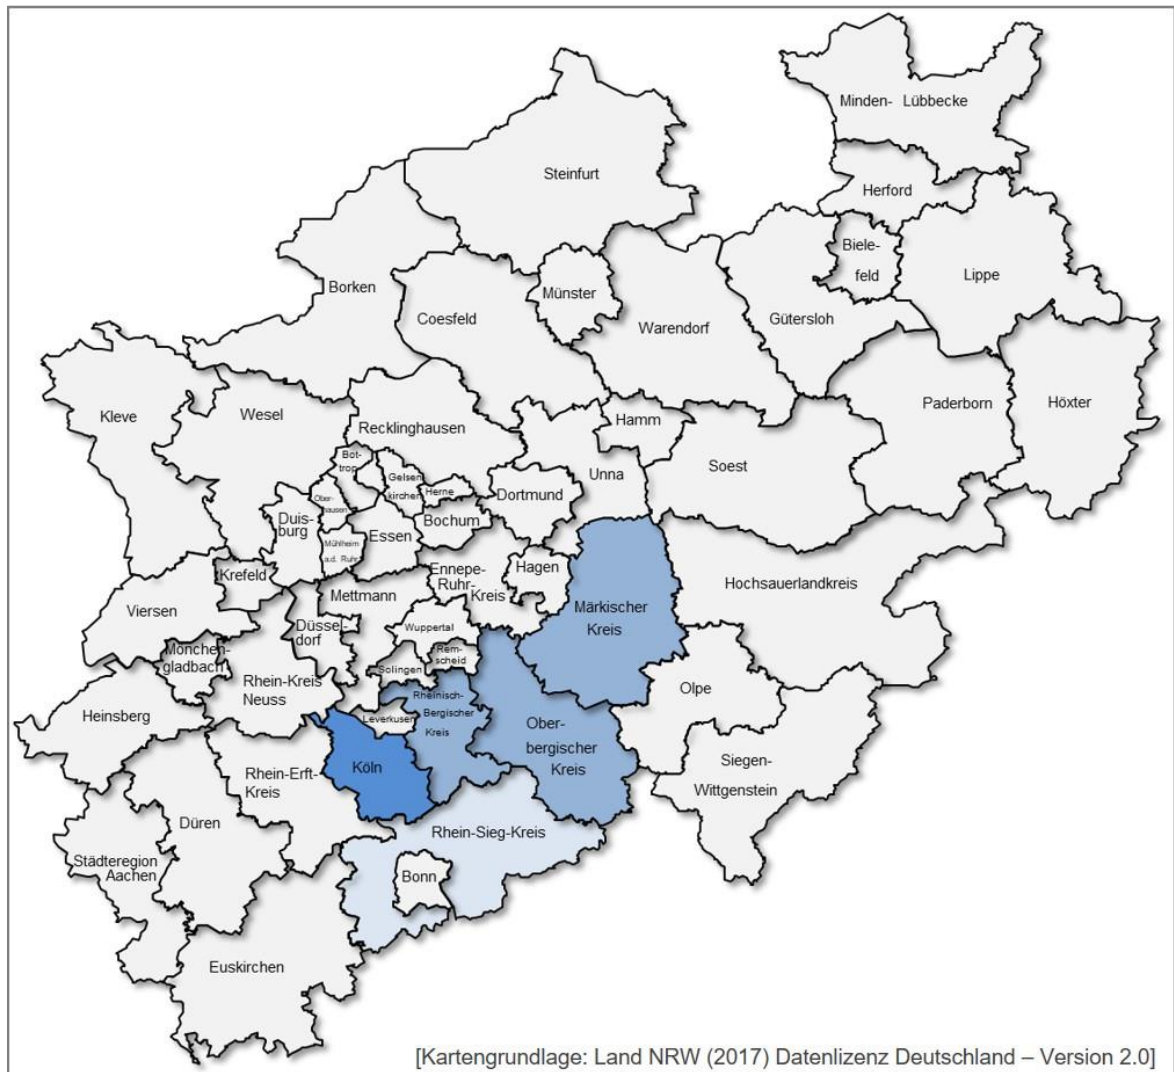 Minden- Lübbecke
Steinfurt
Herford
Biele-
feld
Lippe
Borken
Münster
Coesfeld
Warendorf
Gütersloh
Kleve
Wesel
Recklinghausen
Hamm
Paderborn
Höxter
Bot-
trop
Gelsen
kirchen
Herne
Unna
Soest
Ober-
hausen
Dortmund
Duis-
burg
Mühlheim
a.d. Ruhr
Essen
Bochum
Krefeld
Mettmann
Ennepe-
Ruhr-
Kreis
Hagen
Hochsauerlandkreis
Viersen
Düssel-
dorf
Wuppertal
Märkischer
Kreis
Mönchen-
gladbach
Solingen
Rem-
scheid
Rhein-Kreis
Neuss
Rheinisch-
Bergischer
Kreis
Olpe
Heinsberg
Leverkusen
Ober-
bergischer
Kreis
Köln
Rhein-Erft-
Kreis
Siegen-
Wittgenstein
Düren
Rhein-Sieg-Kreis
Städteregion
Aachen
Bonn
Euskirchen
[Kartengrundlage: Land NRW (2017) Datenlizenz Deutschland – Version 2.0]